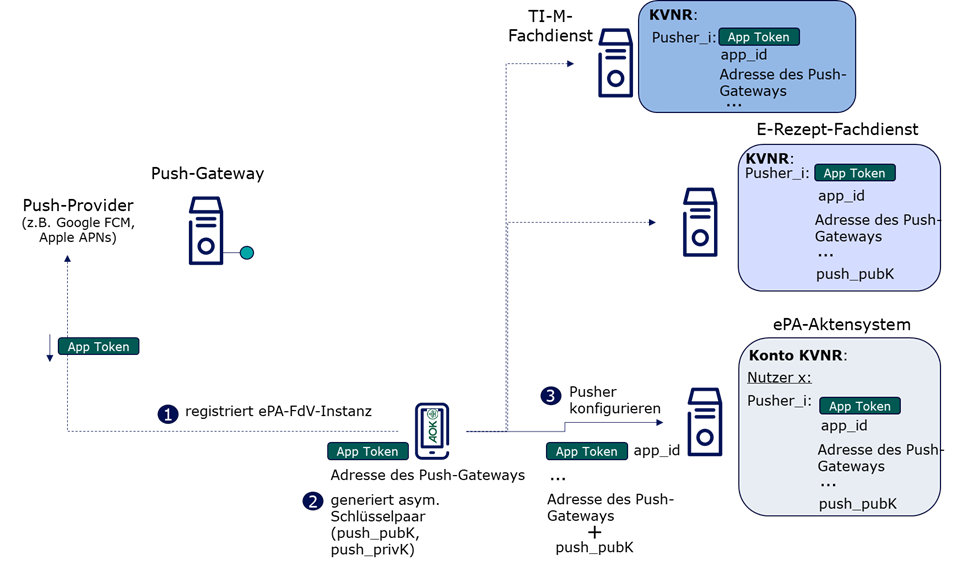 TI-M-
Fachdienst
KVNR:
Pusher_i: App Token
app_id
Adresse des Push-
Gateways
...
E-Rezept-Fachdienst
KVNR:
Pusher_i: App Token
app_id
Adresse des Push-
Gateways
...
push_pubK
Push-Gateway
Push-Provider
(z.B. Google FCM,
Apple APNs)
App Token
1 registriert ePA-FdV-Instanz
AOK
App Token
Adresse des Push-Gateways
2 generiert asym.
Schlüsselpaar
(push_pubK,
push_privK)
3 Pusher
konfigurieren
App Token app_id
...
Adresse des Push-
Gateways
+
push_pubK
ePA-Aktensystem
Konto KVNR:
Nutzer x:
Pusher_i: App Token
app_id
Adresse des Push-
Gateways
...
push_pubK